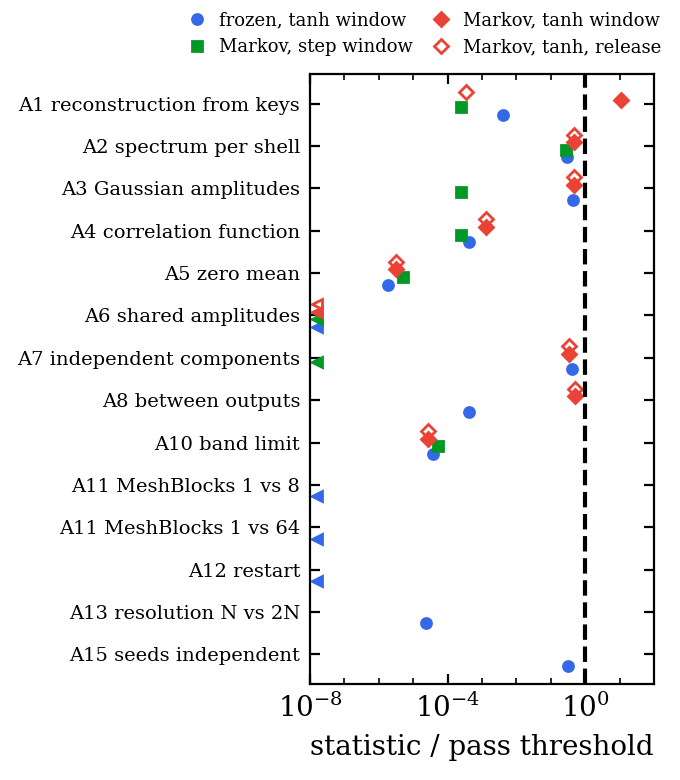 frozen, tanh window
Markov, tanh window
Markov, step window
Markov, tanh, release
A1 reconstruction from keys
A2 spectrum per shell
A3 Gaussian amplitudes
A4 correlation function
A5 zero mean
A6 shared amplitudes
A7 independent components
A8 between outputs
A10 band limit
A11 MeshBlocks 1 vs 8
A11 MeshBlocks 1 vs 64
A12 restart
A13 resolution N vs 2N
A15 seeds independent
10⁻⁸ 10⁻⁴ 10⁰
statistic / pass threshold